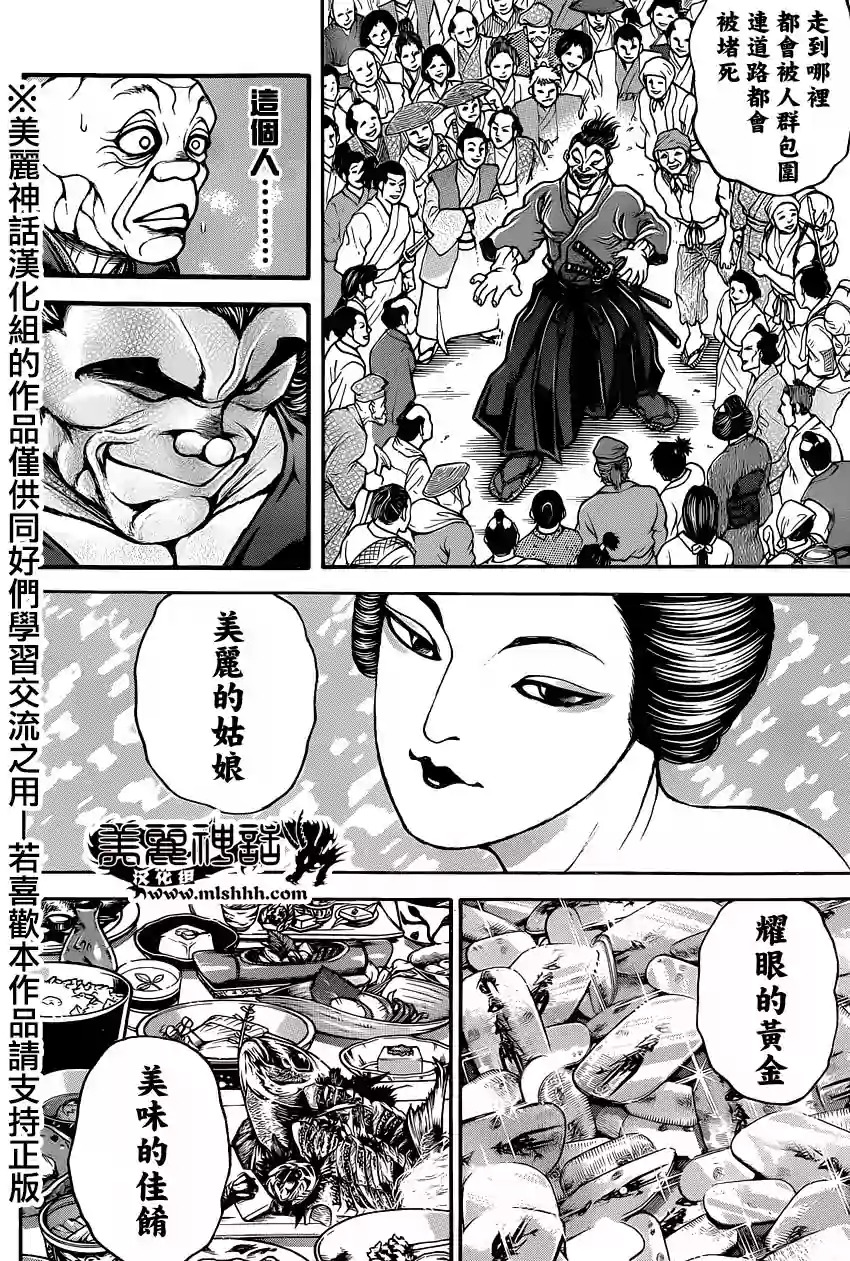 走到哪裡
都會被人群包圍
連道路都會
被堵死
這個人………
美麗的姑娘
耀眼的黃金
美味的佳餚
美麗神話
汉化组
www.mlshhh.com
※美麗神話漢化組的作品僅供同好們學習交流之用—若喜歡本作品請支持正版